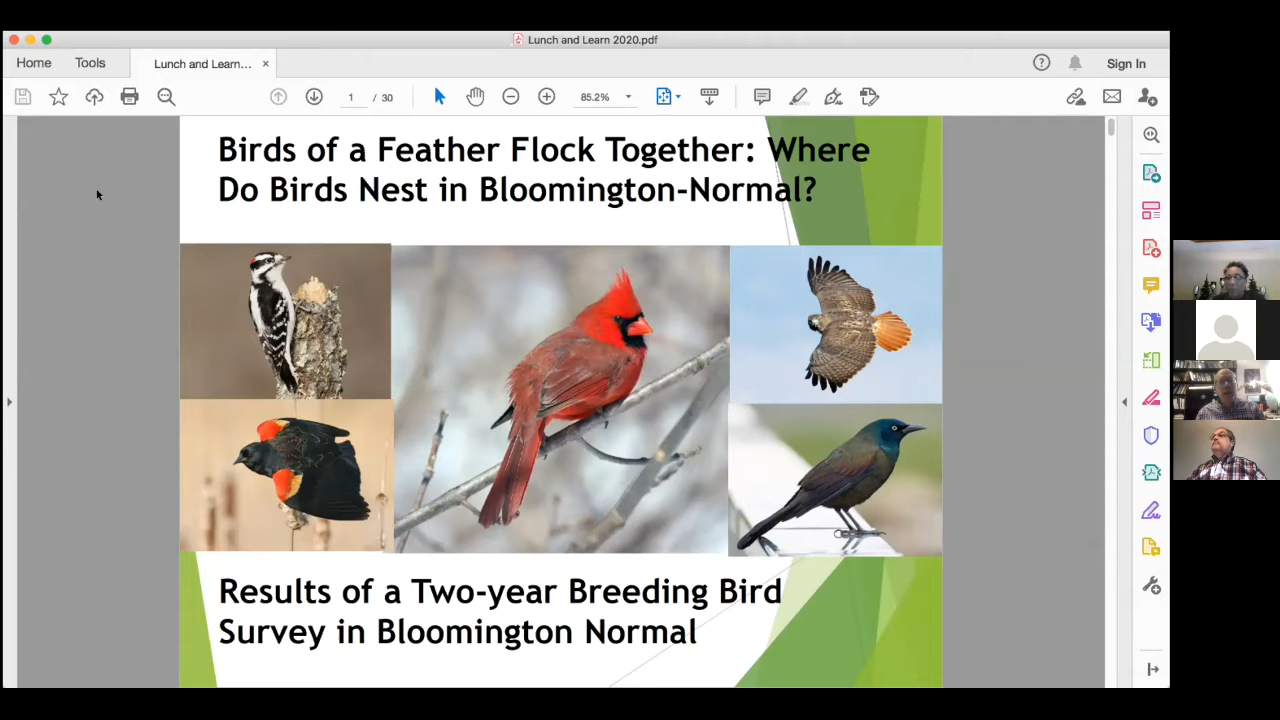 Lunch and Learn 2020.pdf
Home Tools Lunch and Learn... × Sign In
1 / 30 85.2%
Birds of a Feather Flock Together: Where
Do Birds Nest in Bloomington-Normal?
Results of a Two-year Breeding Bird
Survey in Bloomington Normal